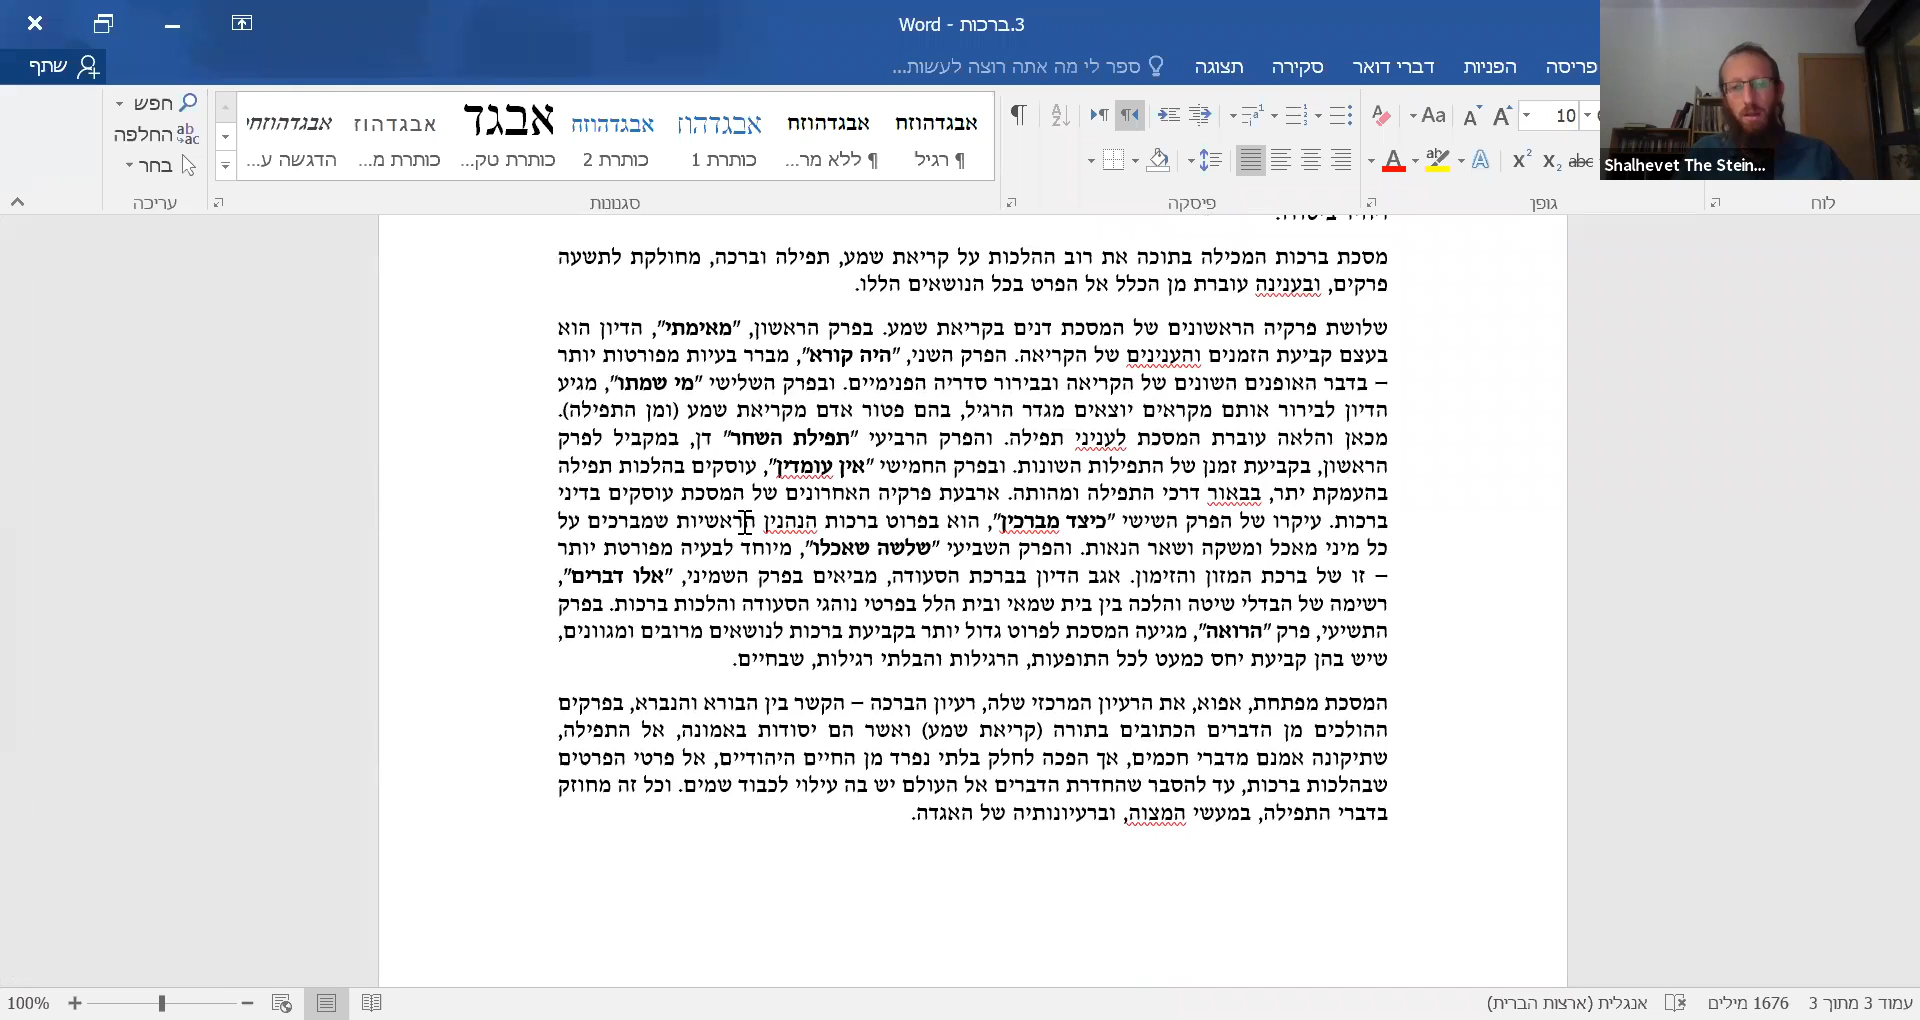 3.ברכות - Word
פריסה הפניות דברי דואר סקירה תצוגה ספר לי מה אתה רוצה לעשות... שתף
10 Aa
אבגדהוזח אבגדהוזח אבגדהוז אבגדהוזח אבגד אבגדהוז אבגדהוזחי
חפש
החלפה
בחר
¶ רגיל ¶ ללא מר... כותרת 1 כותרת 2 כותרת טק... כותרת מ... הדגשה ע...
Shalhevet The Stein...
לוח גופן פיסקה סגנונות עריכה
מסכת ברכות המכילה בתוכה את רוב ההלכות על קריאת שמע, תפילה וברכה, מחולקת לתשעה
פרקים, ובענינה עוברת מן הכלל אל הפרט בכל הנושאים הללו.
שלושת פרקיה הראשונים של המסכת דנים בקריאת שמע. בפרק הראשון, "מאימתי", הדיון הוא
בעצם קביעת הזמנים והענינים של הקריאה. הפרק השני, "היה קורא", מברר בעיות מפורטות יותר
– בדבר האופנים השונים של הקריאה ובבירור סדריה הפנימיים. ובפרק השלישי "מי שמתו", מגיע
הדיון לבירור אותם מקראים יוצאים מגדר הרגיל, בהם פטור אדם מקריאת שמע (ומן התפילה).
מכאן והלאה עוברת המסכת לעניני תפילה. והפרק הרביעי "תפילת השחר" דן, במקביל לפרק
הראשון, בקביעת זמנן של התפילות השונות. ובפרק החמישי "אין עומדין", עוסקים בהלכות תפילה
בהעמקת יתר, בבאור דרכי התפילה ומהותה. ארבעת פרקיה האחרונים של המסכת עוסקים בדיני
ברכות. עיקרו של הפרק השישי "כיצד מברכין", הוא בפרוט ברכות הנהנין הראשיות שמברכים על
כל מיני מאכל ומשקה ושאר הנאות. והפרק השביעי "שלשה שאכלו", מיוחד לבעיה מפורטת יותר
– זו של ברכת המזון והזימון. אגב הדיון בברכת הסעודה, מביאים בפרק השמיני, "אלו דברים",
רשימה של הבדלי שיטה והלכה בין בית שמאי ובית הלל בפרטי נוהגי הסעודה והלכות ברכות. בפרק
התשיעי, פרק "הרואה", מגיעה המסכת לפרוט גדול יותר בקביעת ברכות לנושאים מרובים ומגוונים,
שיש בהן קביעת יחס כמעט לכל התופעות, הרגילות והבלתי רגילות, שבחיים.
המסכת מפתחת, אפוא, את הרעיון המרכזי שלה, רעיון הברכה – הקשר בין הבורא והנברא, בפרקים
ההולכים מן הדברים הכתובים בתורה (קריאת שמע) ואשר הם יסודות באמונה, אל התפילה,
שתיקונה אמנם מדברי חכמים, אך הפכה לחלק בלתי נפרד מן החיים היהודיים, אל פרטי הפרטים
שבהלכות ברכות, עד להסבר שהחדרת הדברים אל העולם יש בה עילוי לכבוד שמים. וכל זה מחוזק
בדברי התפילה, במעשי המצוה, וברעיונותיה של האגדה.
עמוד 3 מתוך 3 1676 מילים אנגלית (ארצות הברית) 100%